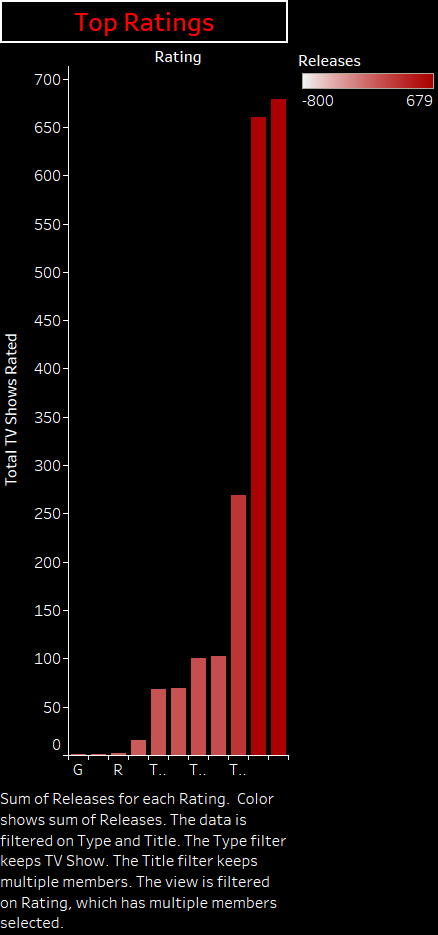 Top Ratings
Rating
Releases
-800 679
700
650
600
550
500
450
400
350
300
250
200
150
100
50
0
Total TV Shows Rated
G R T.. T.. T..
Sum of Releases for each Rating. Color
shows sum of Releases. The data is
filtered on Type and Title. The Type filter
keeps TV Show. The Title filter keeps
multiple members. The view is filtered
on Rating, which has multiple members
selected.